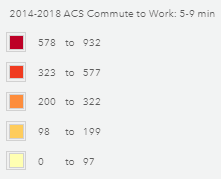 2014-2018 ACS Commute to Work: 5-9 min
578 to 932
323 to 577
200 to 322
98 to 199
0 to 97